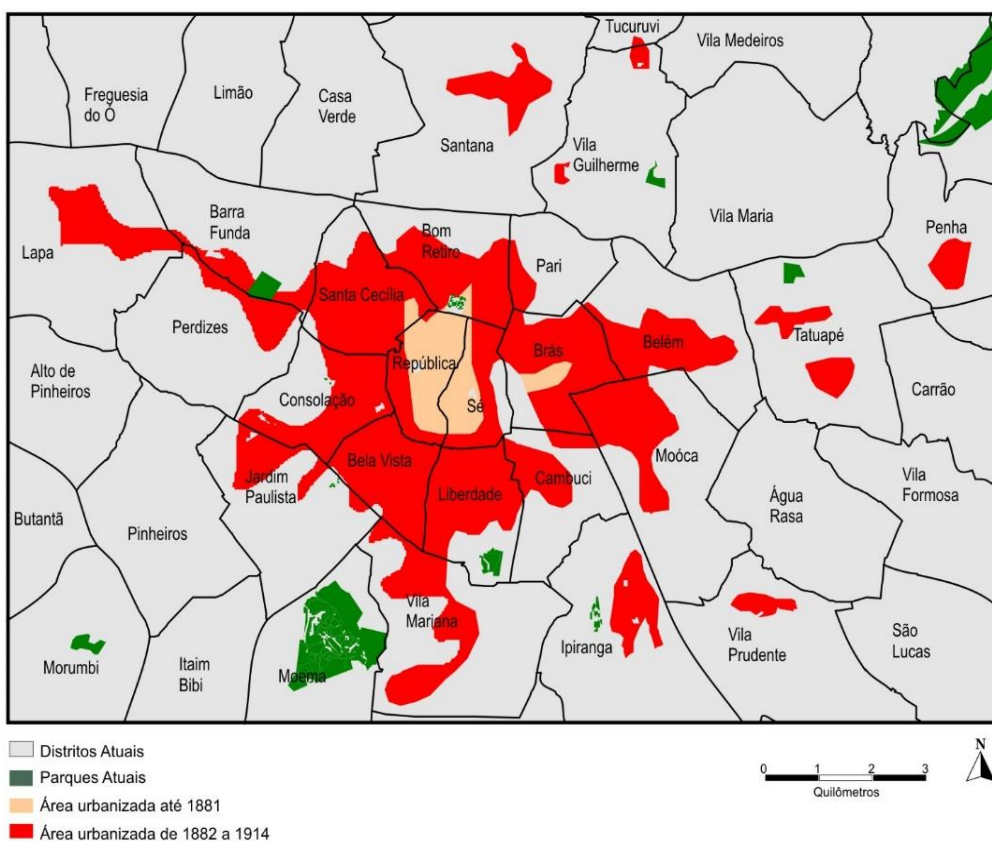 Tucuruvi
Vila Medeiros
Freguesia
do Ó
Limão
Casa
Verde
Santana
Vila
Guilherme
Vila Maria
Lapa
Barra
Funda
Bom
Retiro
Pari
Penha
Santa Cecília
Perdizes
República
Brás
Belém
Tatuapé
Alto de
Pinheiros
Consolação
Sé
Carrão
Jardim
Paulista
Bela Vista
Liberdade
Cambuci
Moóca
Água
Rasa
Vila
Formosa
Butantã
Pinheiros
Morumbi
Itaim
Bibi
Moema
Vila
Mariana
Ipiranga
Vila
Prudente
São
Lucas
Distritos Atuais
Parques Atuais
Área urbanizada até 1881
Área urbanizada de 1882 a 1914
0 1 2 3
Quilômetros
N